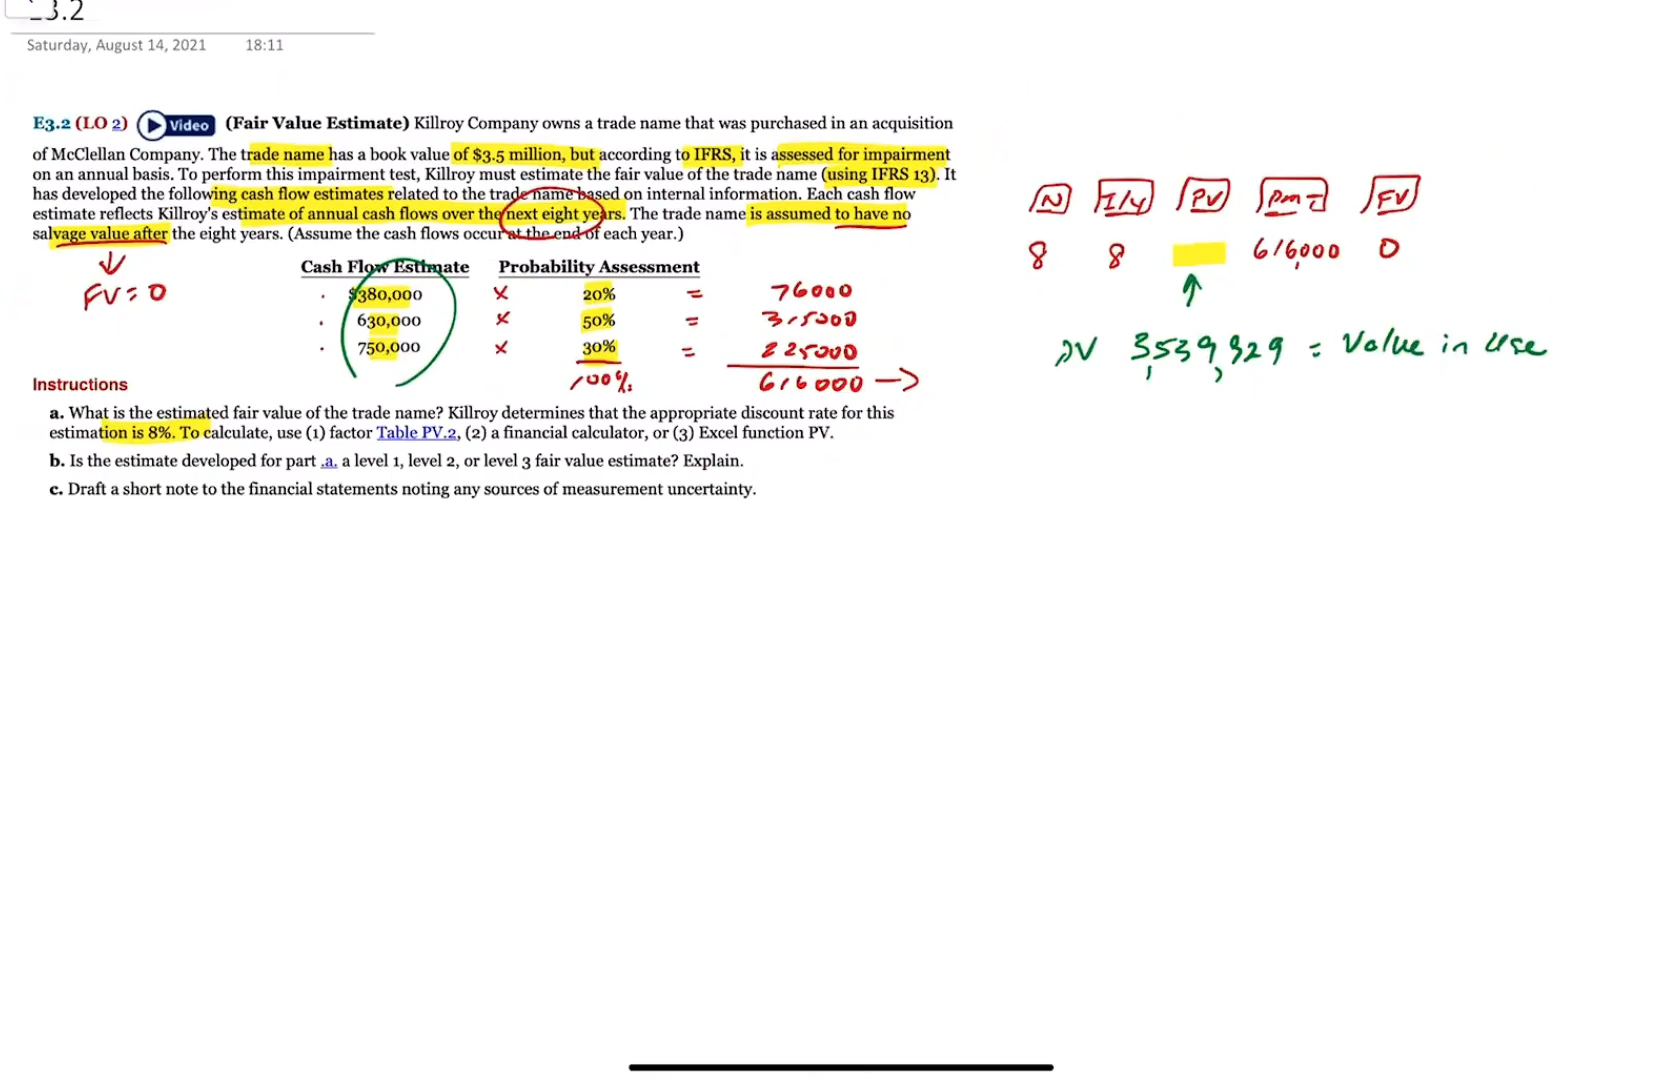 E3.2
Saturday, August 14, 2021 18:11
E3.2 (LO 2) Video (Fair Value Estimate) Killroy Company owns a trade name that was purchased in an acquisition
of McClellan Company. The trade name has a book value of $3.5 million, but according to IFRS, it is assessed for impairment
on an annual basis. To perform this impairment test, Killroy must estimate the fair value of the trade name (using IFRS 13). It
has developed the following cash flow estimates related to the trade name based on internal information. Each cash flow
estimate reflects Killroy's estimate of annual cash flows over the next eight years. The trade name is assumed to have no
salvage value after the eight years. (Assume the cash flows occur at the end of each year.)
FV = 0
Cash Flow Estimate Probability Assessment
$380,000 × 20% = 76000
630,000 × 50% = 315000
750,000 × 30% = 225000
100% 616000 →
Instructions
a. What is the estimated fair value of the trade name? Killroy determines that the appropriate discount rate for this
estimation is 8%. To calculate, use (1) factor Table PV.2, (2) a financial calculator, or (3) Excel function PV.
b. Is the estimate developed for part .a. a level 1, level 2, or level 3 fair value estimate? Explain.
c. Draft a short note to the financial statements noting any sources of measurement uncertainty.
N I/Y PV Pmt FV
8 8 616,000 0
PV 3,539,929 = Value in Use